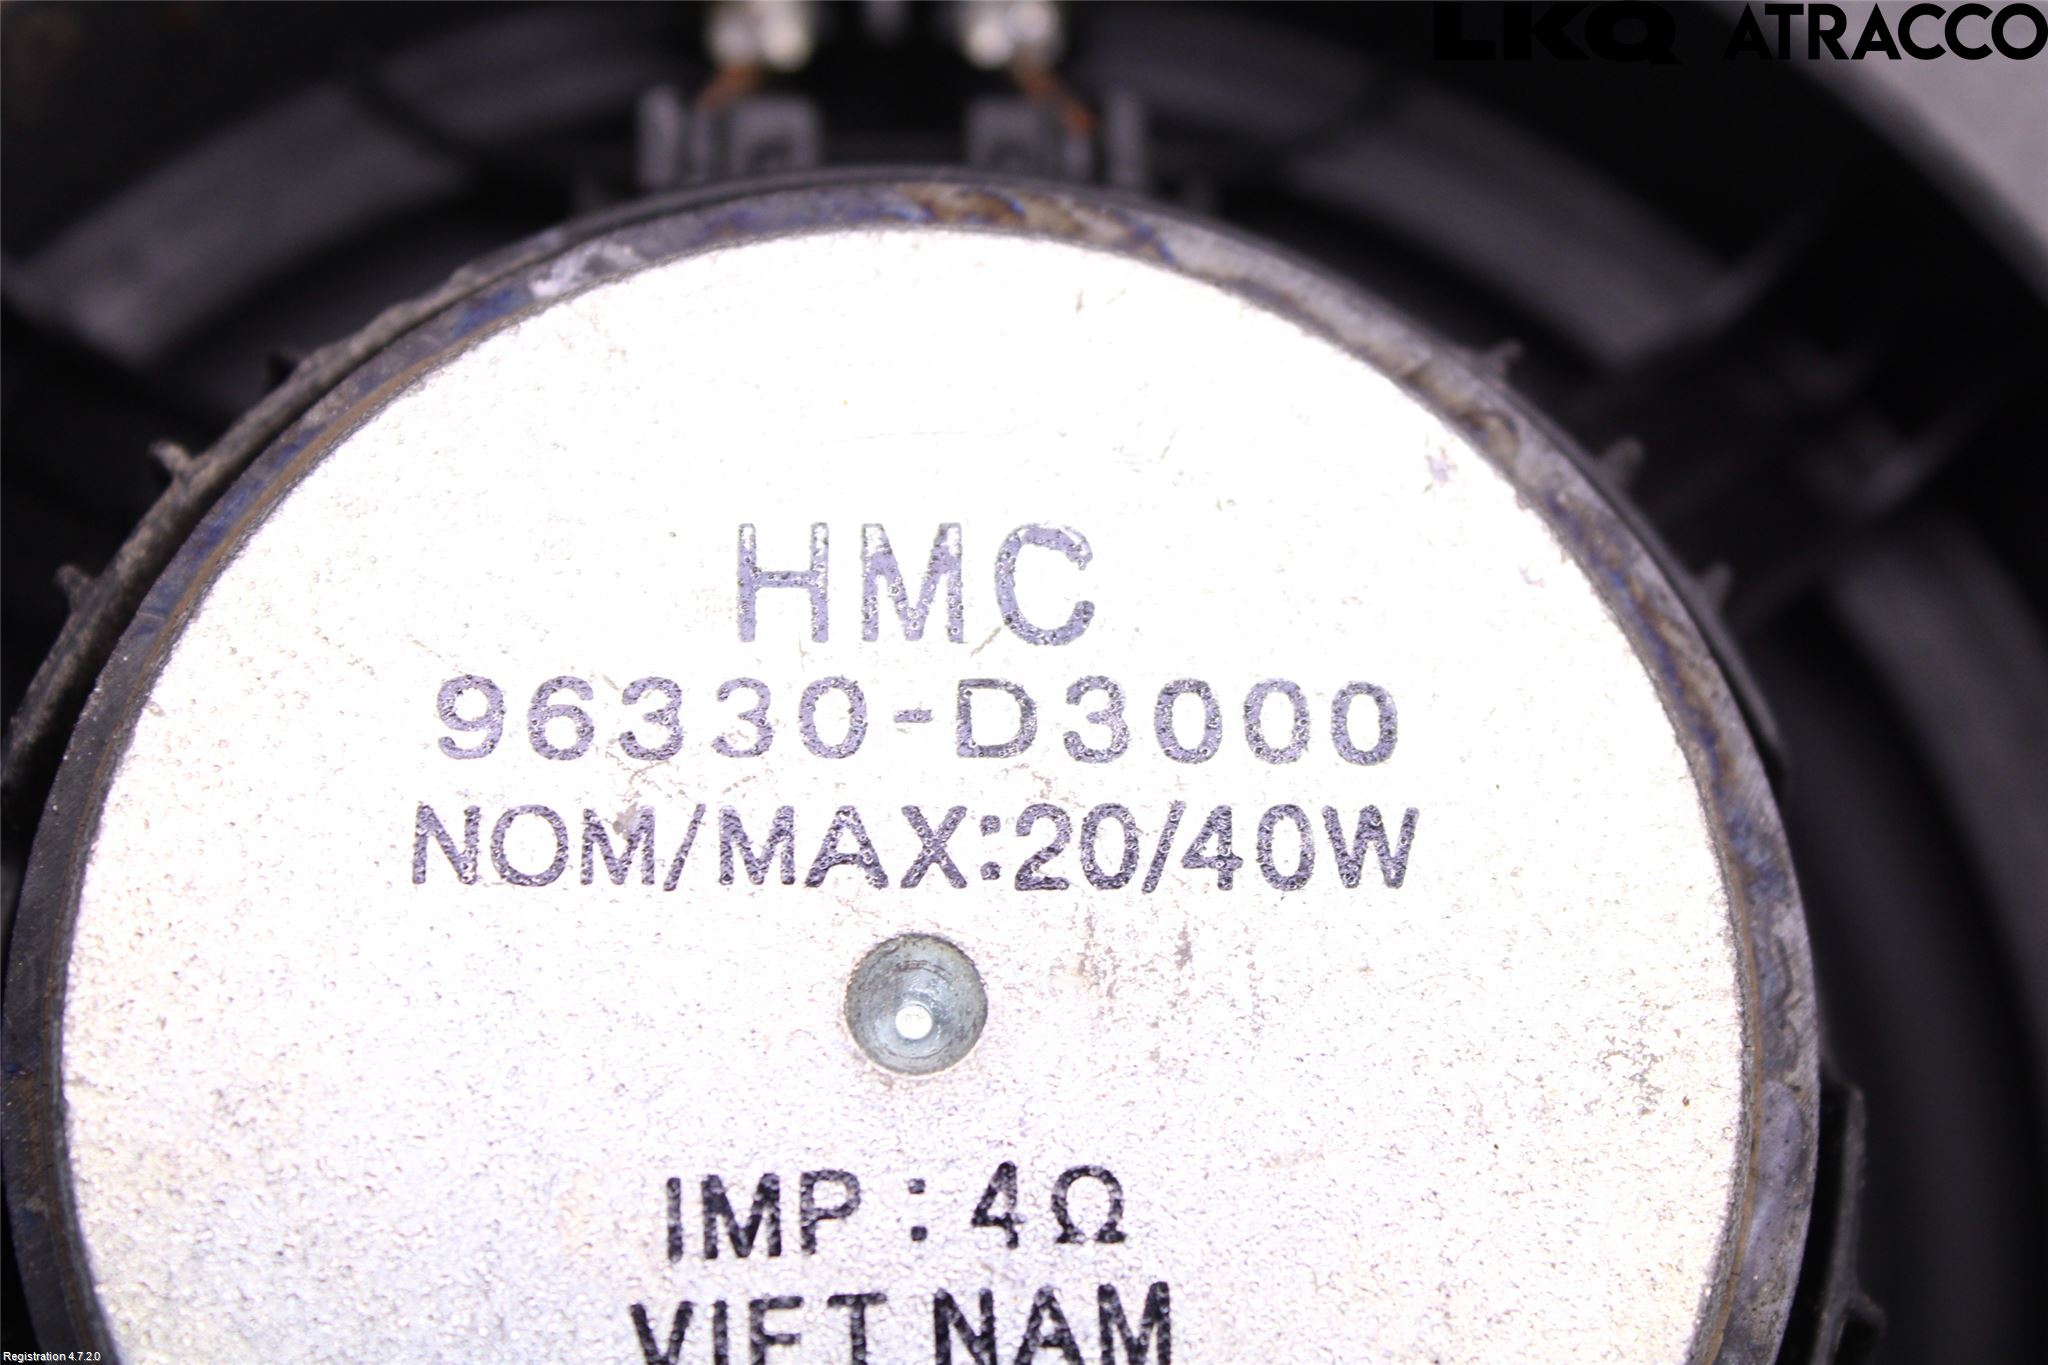 LKQ ATRACCO
HMC
96330-D3000
NOM/MAX:20/40W
IMP : 4Ω
VIET NAM
Registration 4.7.2.0